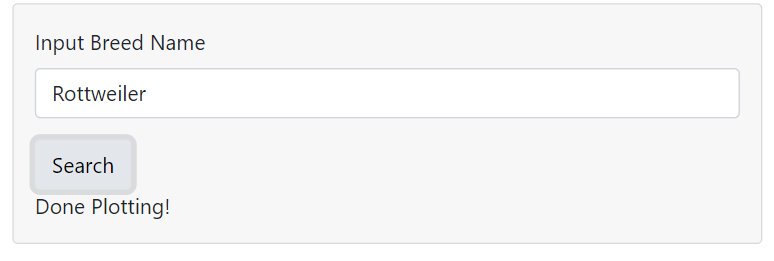 Input Breed Name
Rottweiler
Search
Done Plotting!